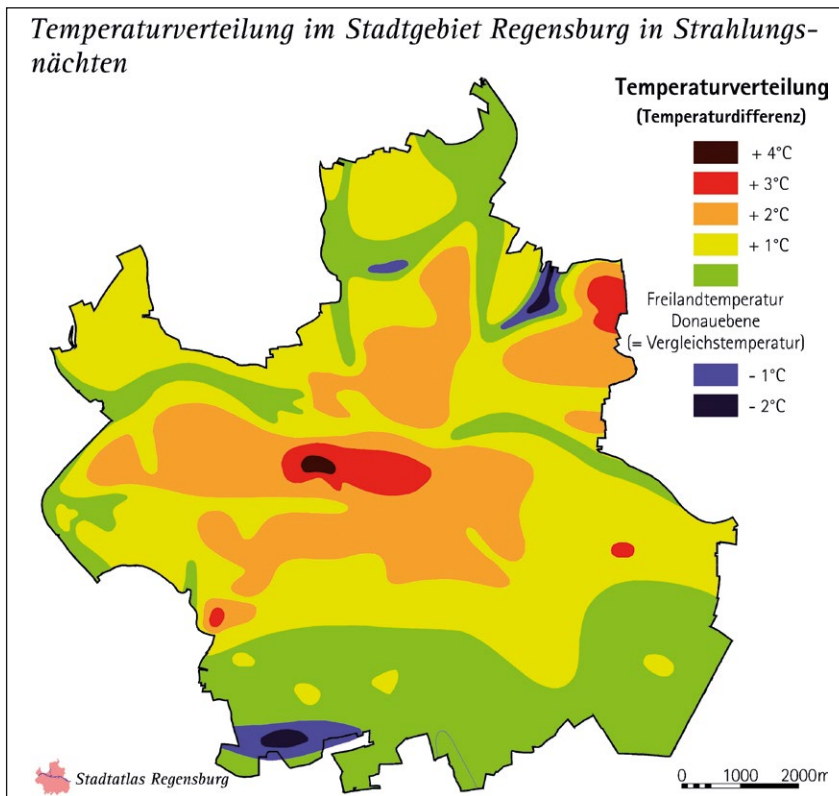 Temperaturverteilung im Stadtgebiet Regensburg in Strahlungs-
nächten
Temperaturverteilung
(Temperaturdifferenz)
+ 4°C
+ 3°C
+ 2°C
+ 1°C
Freilandtemperatur
Donauebene
(= Vergleichstemperatur)
- 1°C
- 2°C
Stadtatlas Regensburg
0 1000 2000m